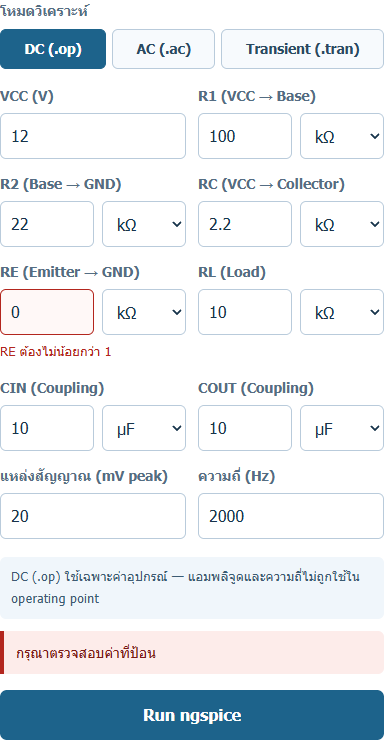 โหมดวิเคราะห์
DC (.op) AC (.ac) Transient (.tran)
VCC (V) R1 (VCC → Base)
12 100 kΩ
R2 (Base → GND) RC (VCC → Collector)
22 kΩ 2.2 kΩ
RE (Emitter → GND) RL (Load)
0 kΩ 10 kΩ
RE ต้องไม่น้อยกว่า 1
CIN (Coupling) COUT (Coupling)
10 µF 10 µF
แหล่งสัญญาณ (mV peak) ความถี่ (Hz)
20 2000
DC (.op) ใช้เฉพาะค่าอุปกรณ์ — แอมพลิจูดและความถี่ไม่ถูกใช้ใน
operating point
กรุณาตรวจสอบค่าที่ป้อน
Run ngspice